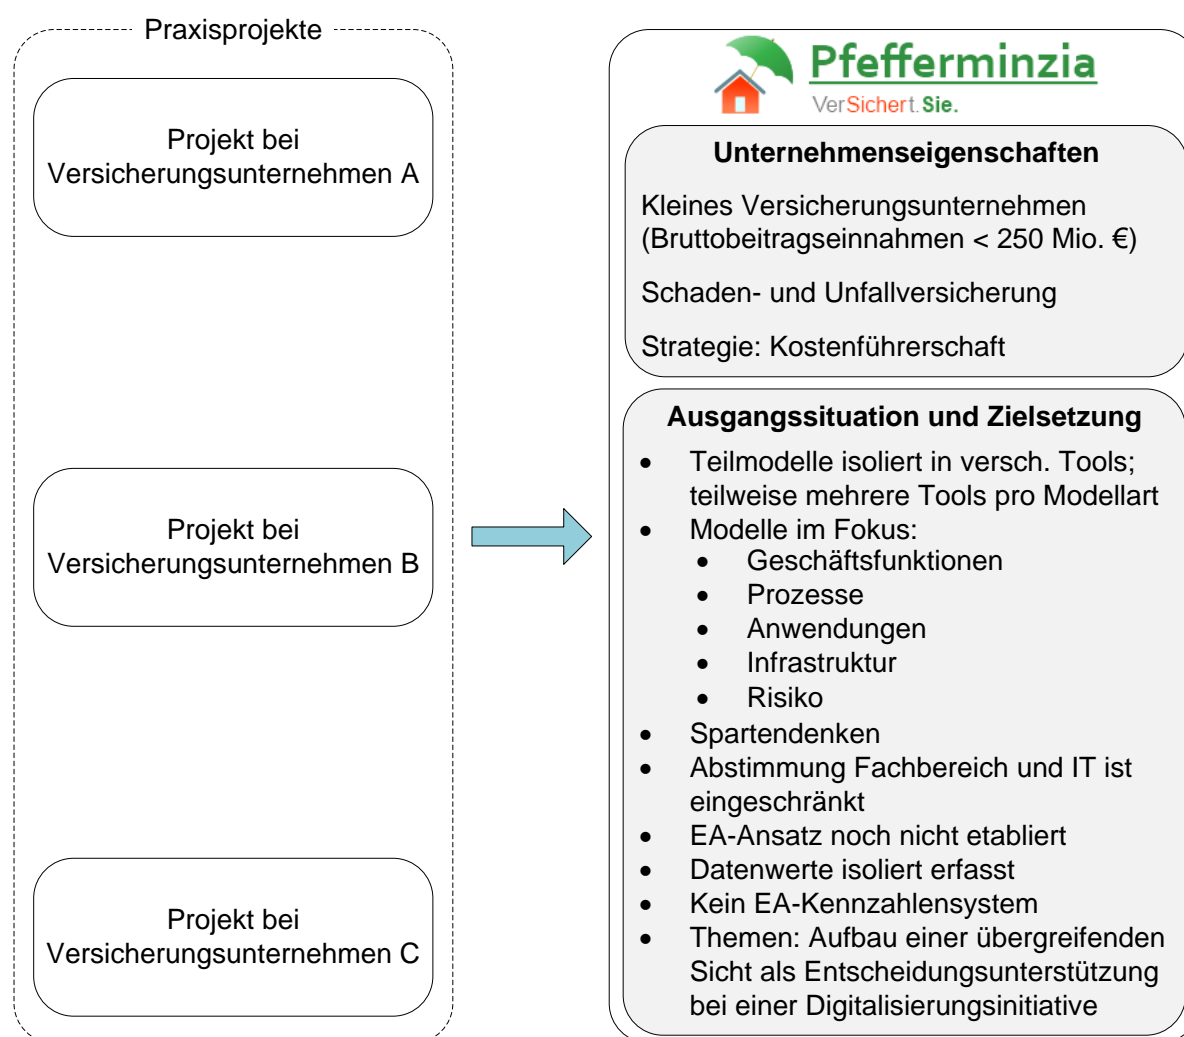 Praxisprojekte
Projekt bei
Versicherungsunternehmen A
Projekt bei
Versicherungsunternehmen B
Projekt bei
Versicherungsunternehmen C
Pfefferminzia
VerSichert.Sie.
Unternehmenseigenschaften
Kleines Versicherungsunternehmen
(Bruttobeitragseinnahmen < 250 Mio. €)
Schaden- und Unfallversicherung
Strategie: Kostenführerschaft
Ausgangssituation und Zielsetzung
• Teilmodelle isoliert in versch. Tools;
teilweise mehrere Tools pro Modellart
• Modelle im Fokus:
• Geschäftsfunktionen
• Prozesse
• Anwendungen
• Infrastruktur
• Risiko
• Spartendenken
• Abstimmung Fachbereich und IT ist
eingeschränkt
• EA-Ansatz noch nicht etabliert
• Datenwerte isoliert erfasst
• Kein EA-Kennzahlensystem
• Themen: Aufbau einer übergreifenden
Sicht als Entscheidungsunterstützung
bei einer Digitalisierungsinitiative